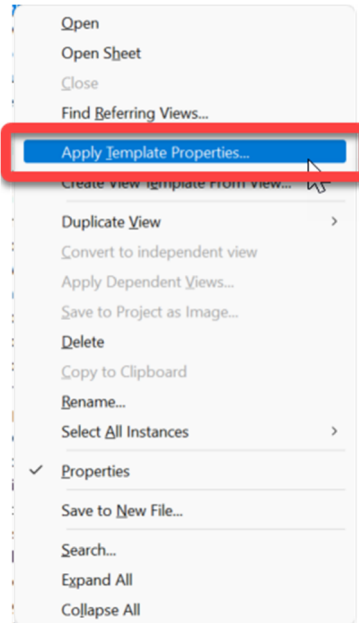 Open
Open Sheet
Close
Find Referring Views...
Apply Template Properties...
Create View Template From View...
Duplicate View
Convert to independent view
Apply Dependent Views...
Save to Project as Image...
Delete
Copy to Clipboard
Rename...
Select All Instances
Properties
Save to New File...
Search...
Expand All
Collapse All